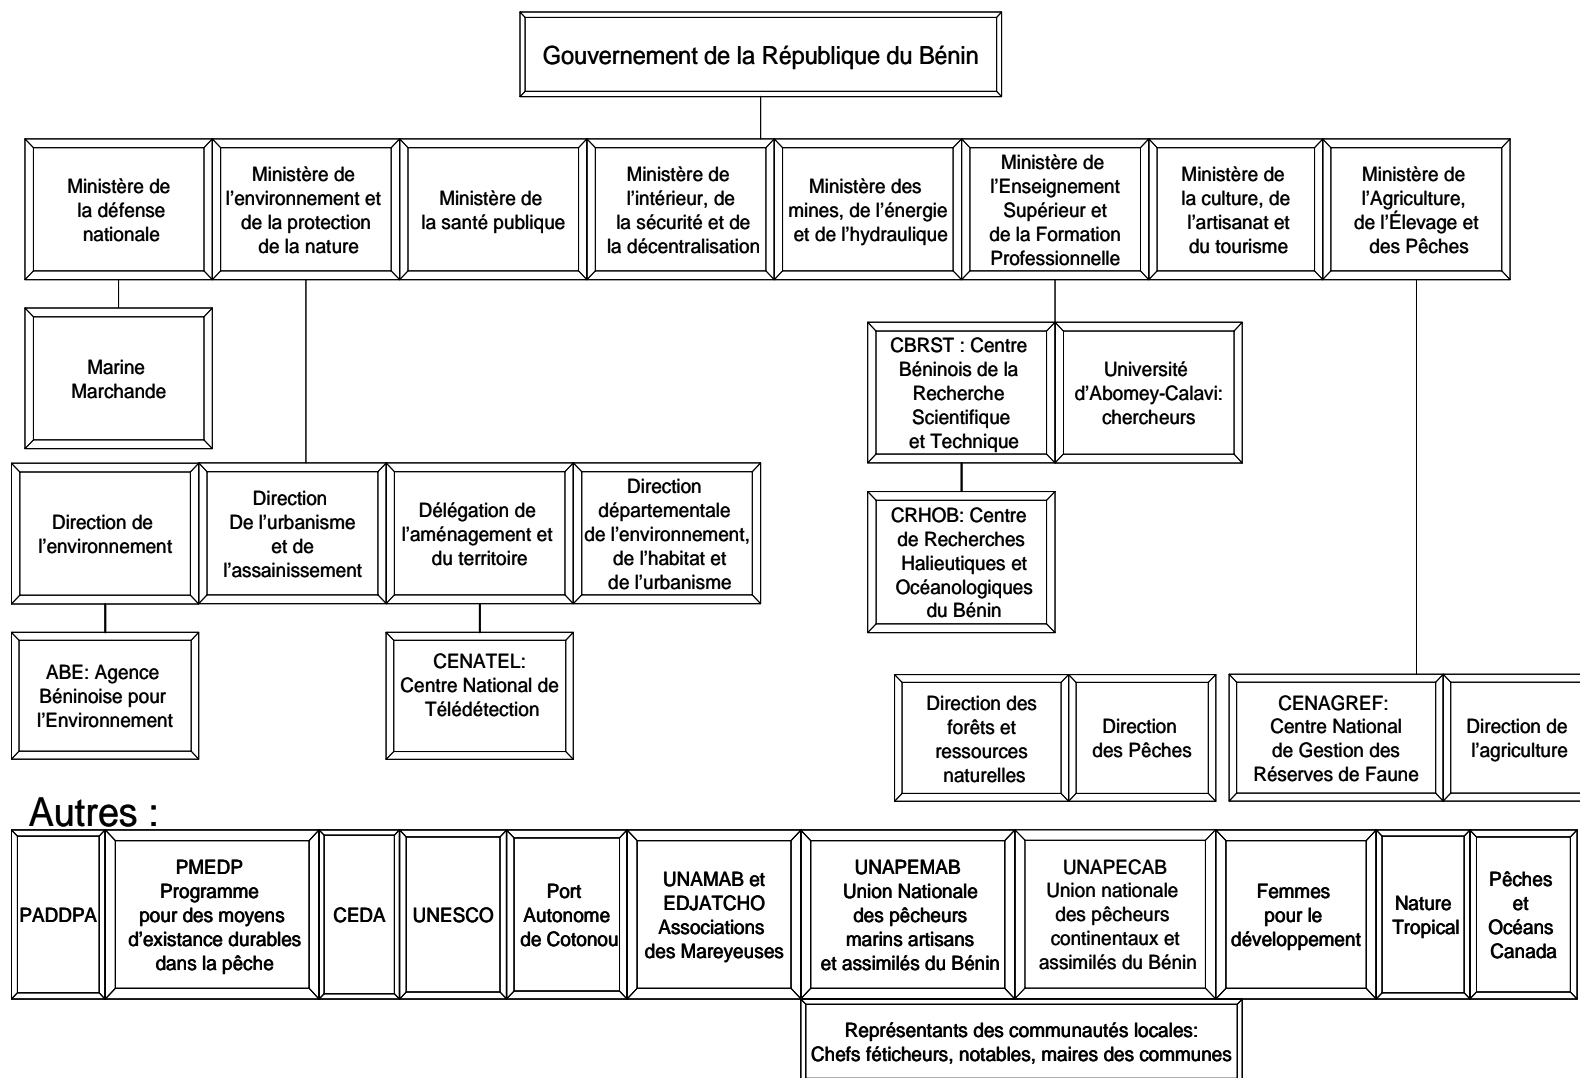 Gouvernement de la République du Bénin
Ministère de
la défense
nationale
Ministère de
l'environnement et
de la protection
de la nature
Ministère de
la santé publique
Ministère de
l'intérieur, de
la sécurité et de
la décentralisation
Ministère des
mines, de l'énergie
et de l'hydraulique
Ministère de
l'Enseignement
Supérieur et
de la Formation
Professionnelle
Ministère de
la culture, de
l'artisanat et
du tourisme
Ministère de
l'Agriculture,
de l'Élevage et
des Pêches
Marine
Marchande
CBRST : Centre
Béninois de la
Recherche
Scientifique
et Technique
Université
d'Abomey-Calavi:
chercheurs
Direction de
l'environnement
Direction
De l'urbanisme
et de
l'assainissement
Délégation de
l'aménagement et
du territoire
Direction
départementale
de l'environnement,
de l'habitat et
de l'urbanisme
CRHOB: Centre
de Recherches
Halieutiques et
Océanologiques
du Bénin
ABE: Agence
Béninoise pour
l'Environnement
CENATEL:
Centre National de
Télédétection
Direction des
forêts et
ressources
naturelles
Direction
des Pêches
CENAGREF:
Centre National
de Gestion des
Réserves de Faune
Direction de
l'agriculture
Autres :
PADDPA
PMEDP
Programme
pour des moyens
d'existance durables
dans la pêche
CEDA
UNESCO
Port
Autonome
de Cotonou
UNAMAB et
EDJATCHO
Associations
des Mareyeuses
UNAPEMAB
Union Nationale
des pêcheurs
marins artisans
et assimilés du Bénin
UNAPECAB
Union nationale
des pêcheurs
continentaux et
assimilés du Bénin
Femmes
pour le
développement
Nature
Tropical
Pêches
et
Océans
Canada
Représentants des communautés locales:
Chefs féticheurs, notables, maires des communes